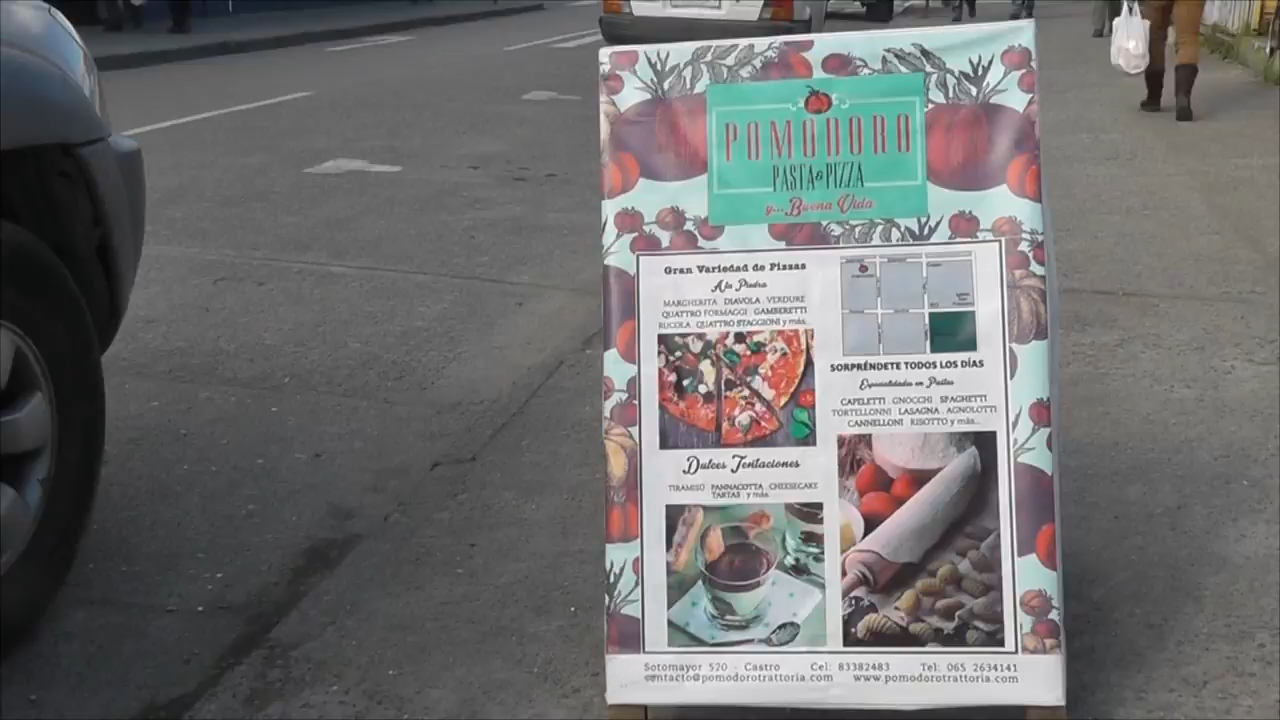 POMODORO
PASTA & PIZZA
y... Buena Vida
Gran Variedad de Pizzas
A la Piedra
MARGHERITA . DIAVOLA . VERDURE
QUATTRO FORMAGGI . GAMBERETTI
RUCOLA . QUATTRO STAGGIONI y más.
Dulces Tentaciones
TIRAMISÚ . PANNACOTTA . CHEESECAKE
TARTAS . y más.
SORPRÉNDETE TODOS LOS DÍAS
Especialidades en Pastas
CAPELETTI . GNOCCHI . SPAGHETTI
TORTELLONNI . LASAGNA . AGNOLOTTI
CANNELLONI . RISOTTO y más...
Sotomayor 520 - Castro Cel: 83382483 Tel: 065 2634141
contacto@pomodorotrattoria.com www.pomodorotrattoria.com